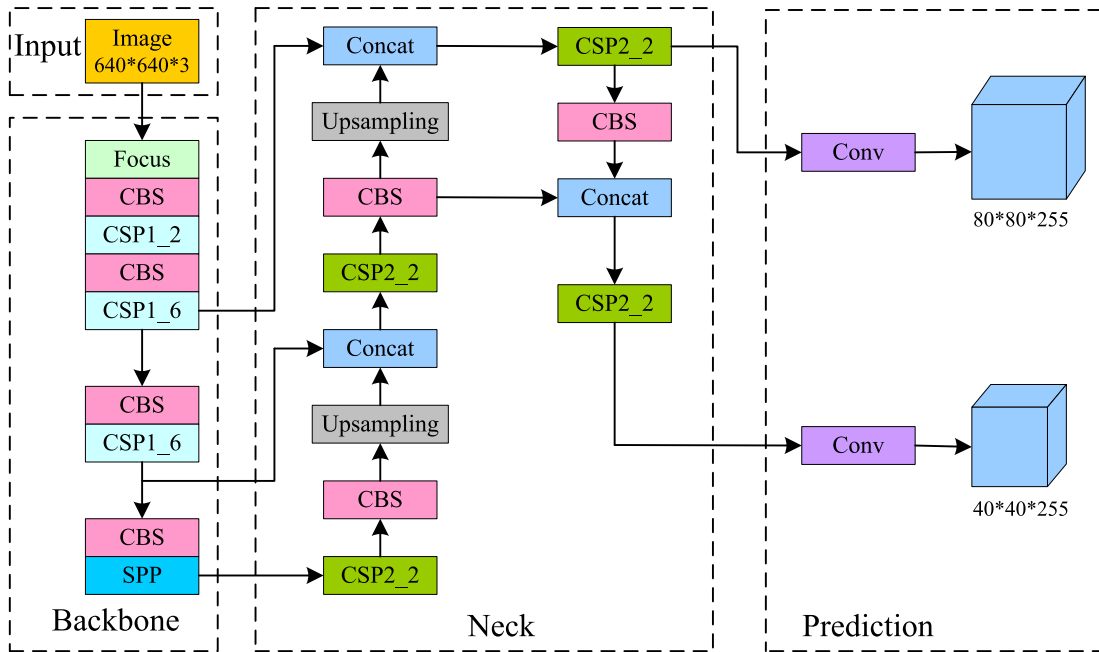 Input
Image
640*640*3
Focus
CBS
CSP1_2
CBS
CSP1_6
CBS
CSP1_6
CBS
SPP
Backbone
Concat
Upsampling
CBS
CSP2_2
Concat
Upsampling
CBS
CSP2_2
CSP2_2
CBS
Concat
CSP2_2
Neck
Conv
80*80*255
Conv
40*40*255
Prediction